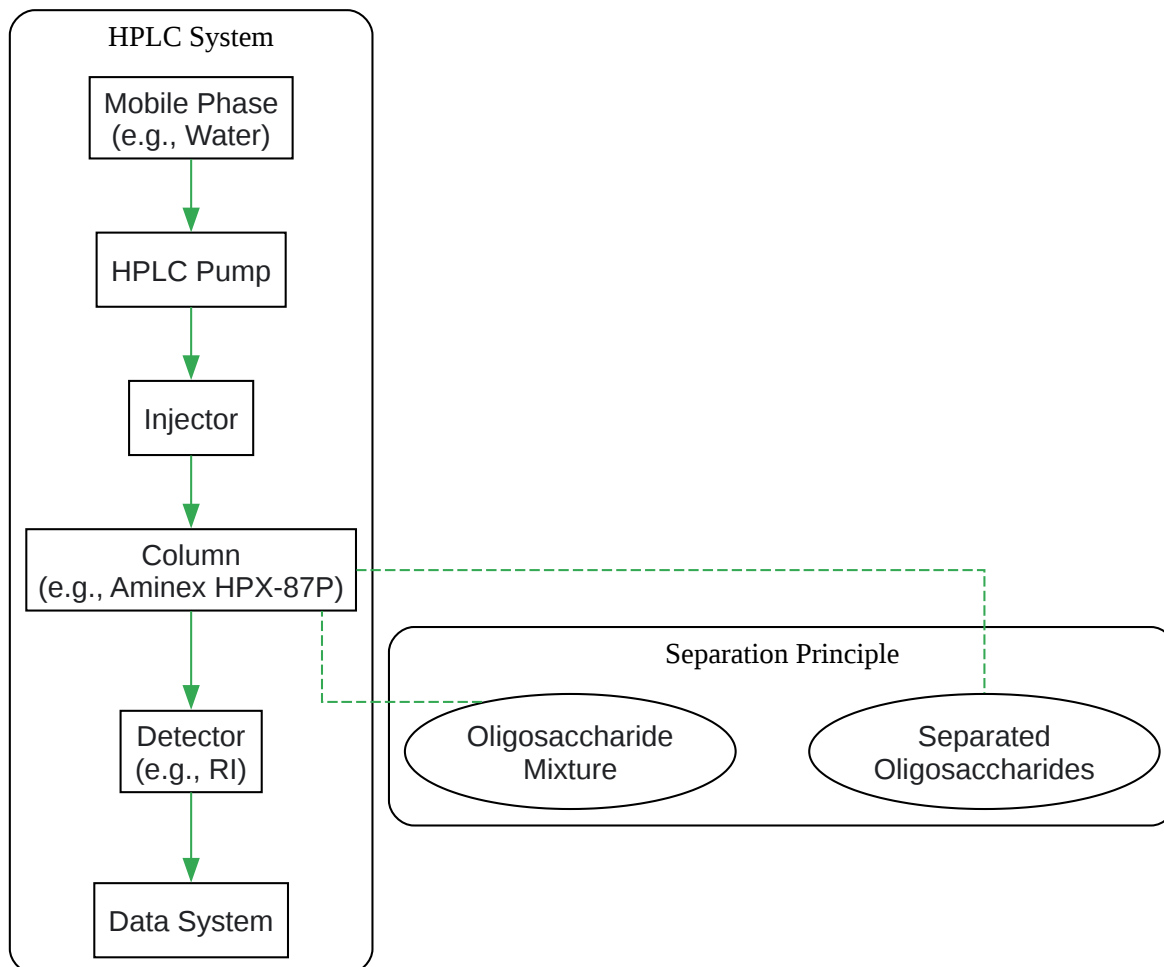 HPLC System
Mobile Phase
(e.g., Water)
HPLC Pump
Injector
Column
(e.g., Aminex HPX-87P)
Detector
(e.g., RI)
Data System
Separation Principle
Oligosaccharide
Mixture
Separated
Oligosaccharides